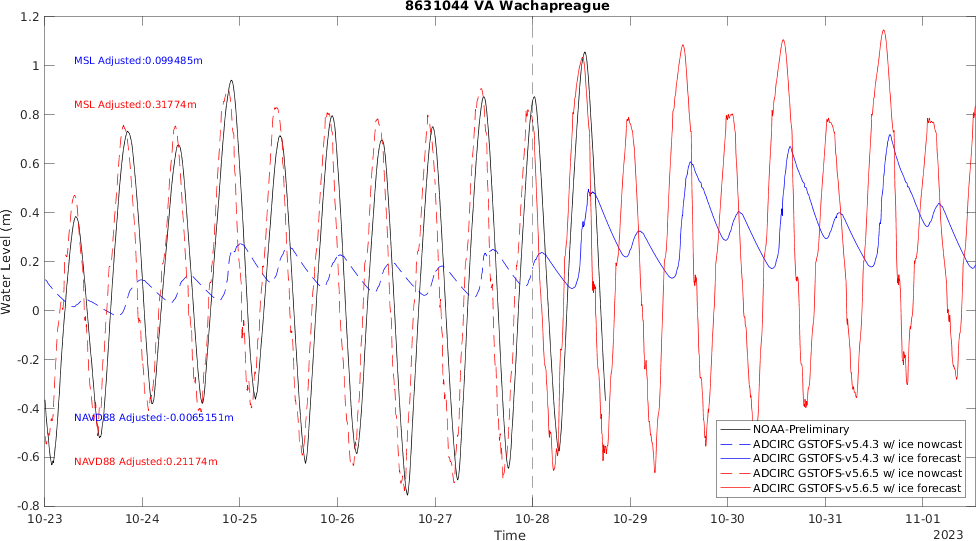 8631044 VA Wachapreague
1.2
1
0.8
0.6
0.4
0.2
0
-0.2
-0.4
-0.6
-0.8
Water Level (m)
MSL Adjusted:0.099485m
MSL Adjusted:0.31774m
NAVD88 Adjusted:-0.0065151m
NAVD88 Adjusted:0.21174m
NOAA-Preliminary
ADCIRC GSTOFS-v5.4.3 w/ ice nowcast
ADCIRC GSTOFS-v5.4.3 w/ ice forecast
ADCIRC GSTOFS-v5.6.5 w/ ice nowcast
ADCIRC GSTOFS-v5.6.5 w/ ice forecast
10-23 10-24 10-25 10-26 10-27 10-28 10-29 10-30 10-31 11-01
Time
2023